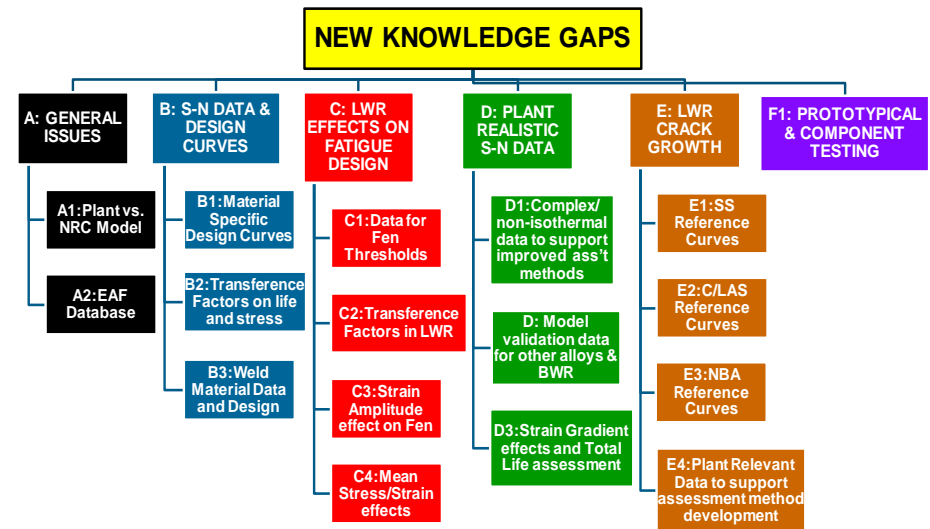 NEW KNOWLEDGE GAPS
A: GENERAL
ISSUES
A1:Plant vs.
NRC Model
A2:EAF
Database
B: S-N DATA &
DESIGN
CURVES
B1:Material
Specific
Design Curves
B2:Transference
Factors on life
and stress
B3:Weld
Material Data
and Design
C: LWR
EFFECTS ON
FATIGUE
DESIGN
C1:Data for
Fen
Thresholds
C2:Transference
Factors in LWR
C3:Strain
Amplitude
effect on Fen
C4:Mean
Stress/Strain
effects
D: PLANT
REALISTIC
S-N DATA
D1:Complex/
non-isothermal
data to support
improved ass't
methods
D: Model
validation data
for other alloys &
BWR
D3:Strain Gradient
effects and Total
Life assessment
E: LWR
CRACK
GROWTH
E1:SS
Reference
Curves
E2:C/LAS
Reference
Curves
E3:NBA
Reference
Curves
E4:Plant Relevant
Data to support
assessment method
development
F1: PROTOTYPICAL
& COMPONENT
TESTING